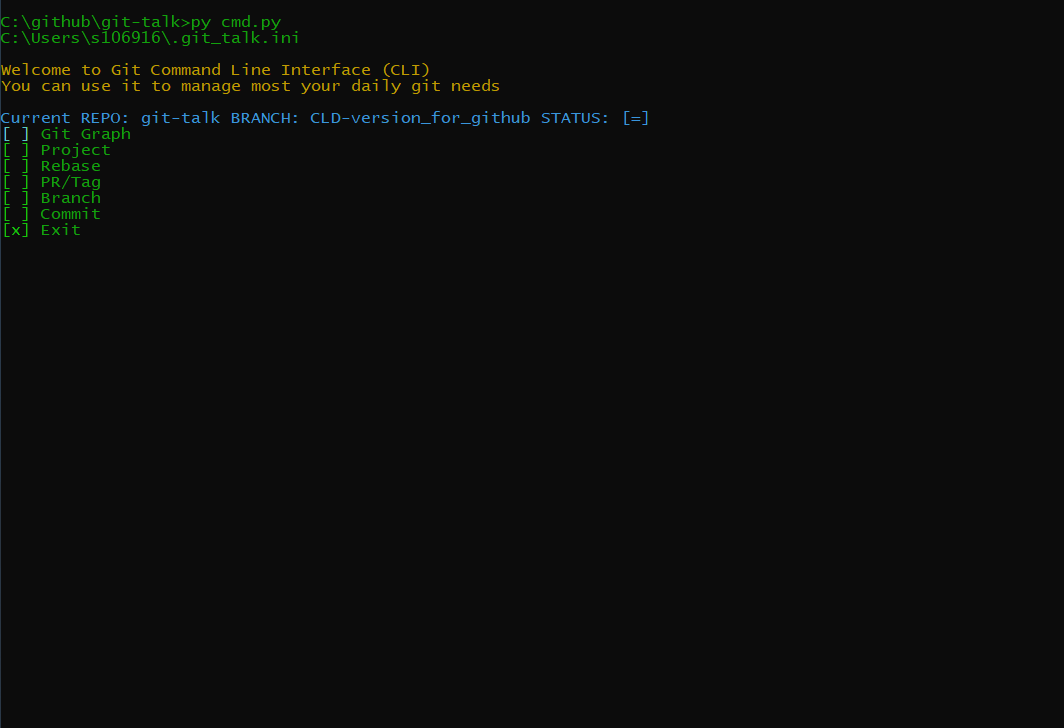 C:\github\git-talk>py cmd.py
C:\Users\s106916\.git_talk.ini
Welcome to Git Command Line Interface (CLI)
You can use it to manage most your daily git needs
Current REPO: git-talk BRANCH: CLD-version_for_github STATUS: [=]
[ ] Git Graph
[ ] Project
[ ] Rebase
[ ] PR/Tag
[ ] Branch
[ ] Commit
[x] Exit